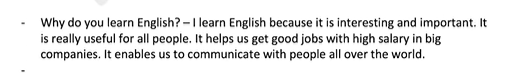 - Why do you learn English? – I learn English because it is interesting and important. It
is really useful for all people. It helps us get good jobs with high salary in big
companies. It enables us to communicate with people all over the world.
-